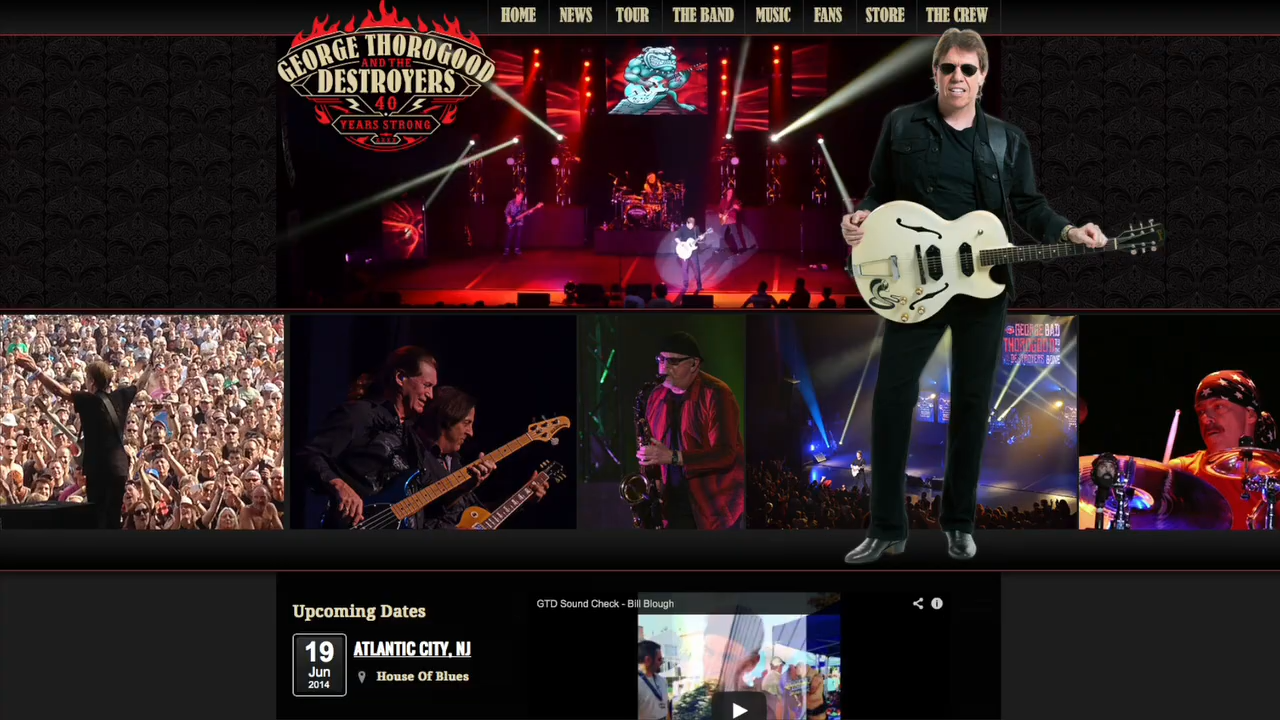 HOME NEWS TOUR THE BAND MUSIC FANS STORE THE CREW
GEORGE THOROGOOD
AND THE
DESTROYERS
40
YEARS STRONG
GEORGE BAD
THOROGOOD TO
DESTROYERS BONE
Upcoming Dates
19
Jun
2014
ATLANTIC CITY, NJ
House Of Blues
GTD Sound Check - Bill Blough